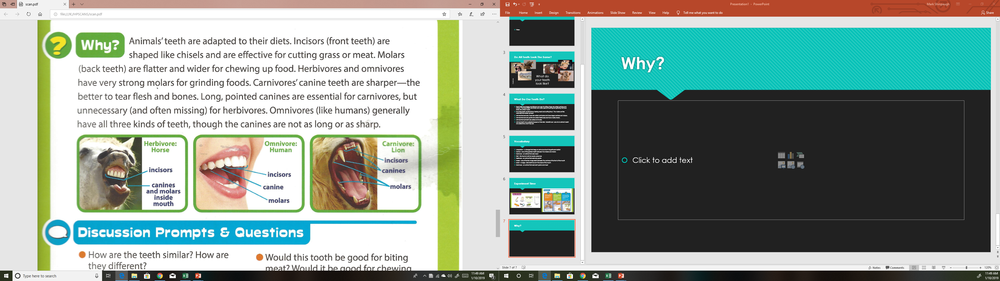 scan.pdf
file:///K:/HPSCANS/scan.pdf
? Why? Animals' teeth are adapted to their diets. Incisors (front teeth) are
shaped like chisels and are effective for cutting grass or meat. Molars
(back teeth) are flatter and wider for chewing up food. Herbivores and omnivores
have very strong molars for grinding foods. Carnivores' canine teeth are sharper—the
better to tear flesh and bones. Long, pointed canines are essential for carnivores, but
unnecessary (and often missing) for herbivores. Omnivores (like humans) generally
have all three kinds of teeth, though the canines are not as long or as sharp.
Herbivore:
Horse
incisors
canines
and molars
inside
mouth
Omnivore:
Human
incisors
canine
molars
Carnivore:
Lion
incisors
canines
molars
Discussion Prompts & Questions
How are the teeth similar? How are
they different?
Would this tooth be good for biting
meat? Would it be good for chewing
Type here to search
11:49 AM
1/10/2019
2
Presentation1 - PowerPoint
Mark Shinpaugh
File Home Insert Design Transitions Animations Slide Show Review View Help Tell me what you want to do
Share
Video
3
Do All Teeth Look The Same?
What do
your teeth
look like?
4
What Do Our Teeth Do?
5
Vocabulary
6
Experiment Time
7
Why?
Why?
Click to add text
Slide 7 of 7
Notes
Comments
120%
11:49 AM
1/10/2019